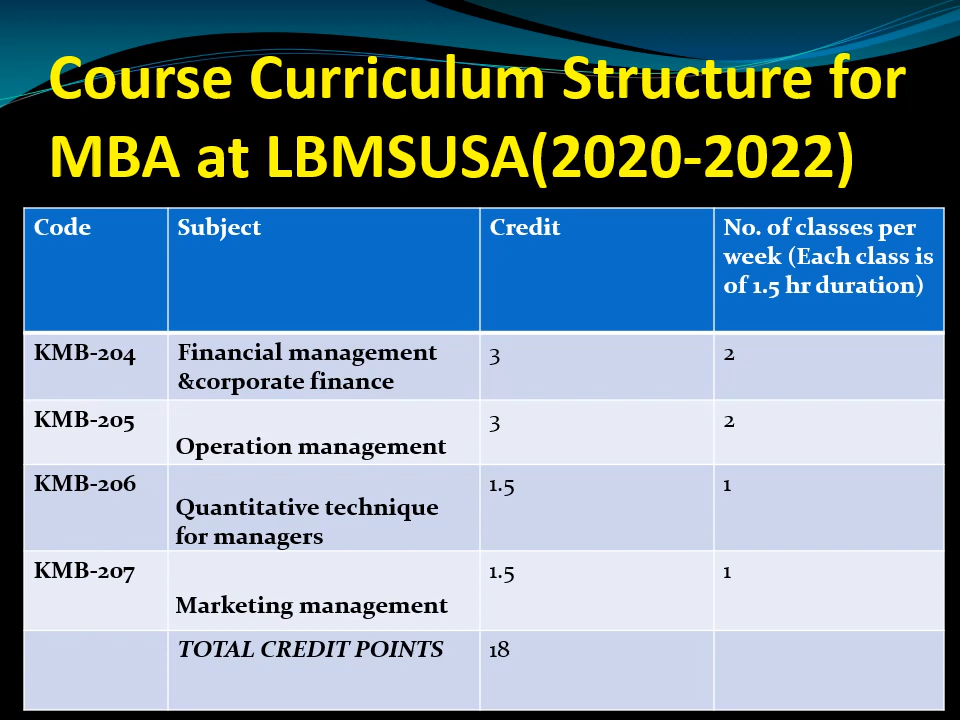 Course Curriculum Structure for
MBA at LBMSUSA(2020-2022)
Code
Subject
Credit
No. of classes per
week (Each class is
of 1.5 hr duration)
KMB-204
Financial management
&corporate finance
3
2
KMB-205
Operation management
3
2
KMB-206
Quantitative technique
for managers
1.5
1
KMB-207
Marketing management
1.5
1
TOTAL CREDIT POINTS
18